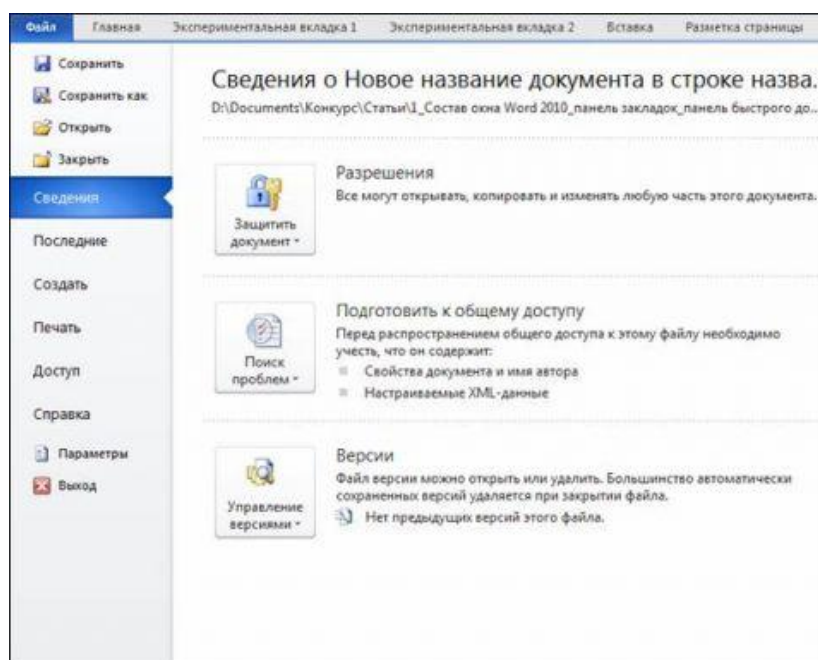 Файл Главная Экспериментальная вкладка 1 Экспериментальная вкладка 2 Вставка Разметка страницы
Сохранить
Сохранить как
Открыть
Закрыть
Сведения
Последние
Создать
Печать
Доступ
Справка
Параметры
Выход
Сведения о Новое название документа в строке назва...
D:\Documents\Конкурс\Статьи\1_Состав окна Word 2010_панель закладок_панель быстрого до...
Защитить
документ
Разрешения
Все могут открывать, копировать и изменять любую часть этого документа.
Поиск
проблем
Подготовить к общему доступу
Перед распространением общего доступа к этому файлу необходимо
учесть, что он содержит:
Свойства документа и имя автора
Настраиваемые XML-данные
Управление
версиями
Версии
Файл версии можно открыть или удалить. Большинство автоматически
сохраненных версий удаляется при закрытии файла.
Нет предыдущих версий этого файла.